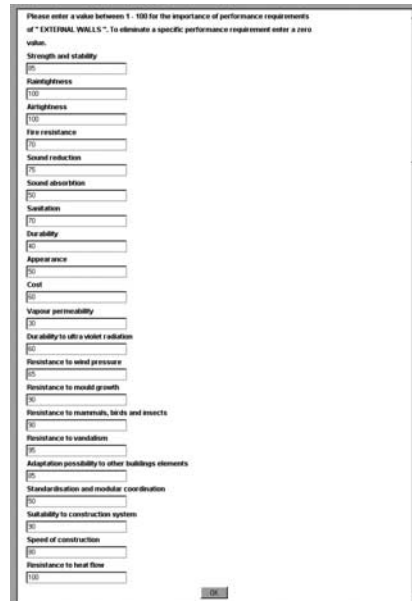 Please enter a value between 1 - 100 for the importance of performance requirements
of " EXTERNAL WALLS ". To eliminate a specific performance requirement enter a zero
value.
Strength and stability
85
Raintightness
100
Airtightness
100
Fire resistance
70
Sound reduction
75
Sound absorbtion
50
Sanitation
70
Durability
40
Appearance
50
Cost
60
Vapour permeability
30
Durability to ultra violet radiation
60
Resistance to wind pressure
85
Resistance to mould growth
90
Resistance to mammals, birds and insects
90
Resistance to vandalism
95
Adaptation possibility to other buildings elements
85
Standardisation and modular coordination
50
Suitability to construction system
Speed of construction
Resistance to heat flow
100
OK